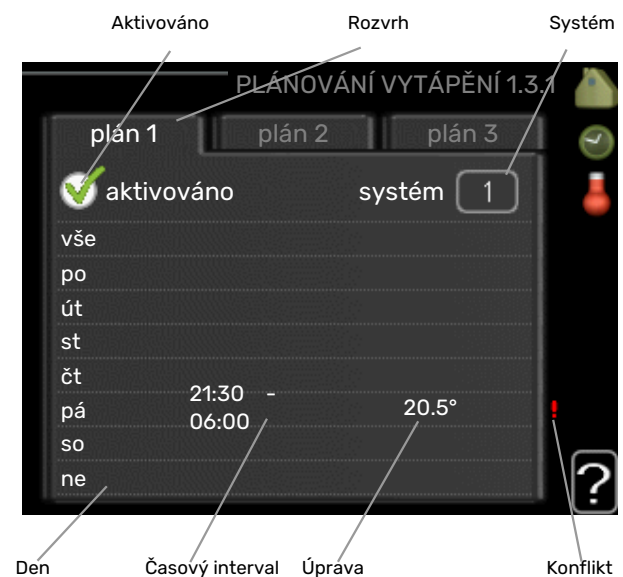 Aktivováno Rozvrh Systém
PLÁNOVÁNÍ VYTÁPĚNÍ 1.3.1
plán 1 plán 2 plán 3
aktivováno systém 1
vše
po
út
st
čt
pá 21:30 - 20.5° !
06:00
so
ne
?
Den Časový interval Úprava Konflikt